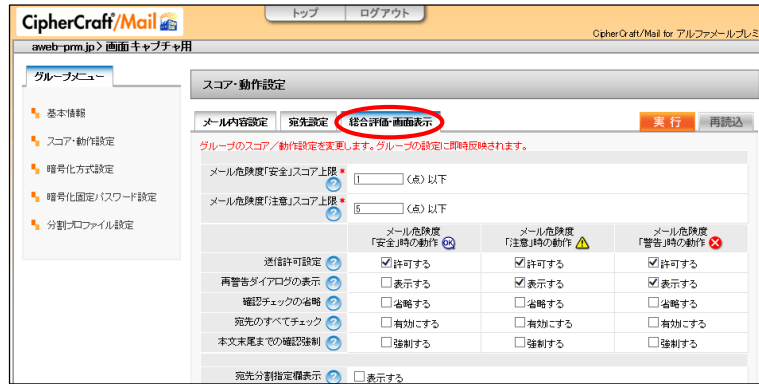 トップ ログアウト
CipherCraft/Mail
CipherCraft/Mail for アルファメールプレミ
aweb-prm.jp > 画面キャプチャ用
グループメニュー
基本情報
スコア・動作設定
暗号化方式設定
暗号化固定パスワード設定
分割プロファイル設定
スコア・動作設定
メール内容設定 宛先設定 総合評価・画面表示 実行 再読込
グループのスコア／動作設定を変更します。グループの設定に即時反映されます。
メール危険度「安全」スコア上限* ? 1 (点) 以下
メール危険度「注意」スコア上限* ? 5 (点) 以下
メール危険度 メール危険度 メール危険度
「安全」時の動作 OK 「注意」時の動作 「警告」時の動作
送信許可設定 ? 許可する 許可する 許可する
再警告ダイアログの表示 ? 表示する 表示する 表示する
確認チェックの省略 ? 省略する 省略する 省略する
宛先のすべてチェック ? 有効にする 有効にする 有効にする
本文末尾までの確認強制 ? 強制する 強制する 強制する
宛先分割指定欄表示 ? 表示する